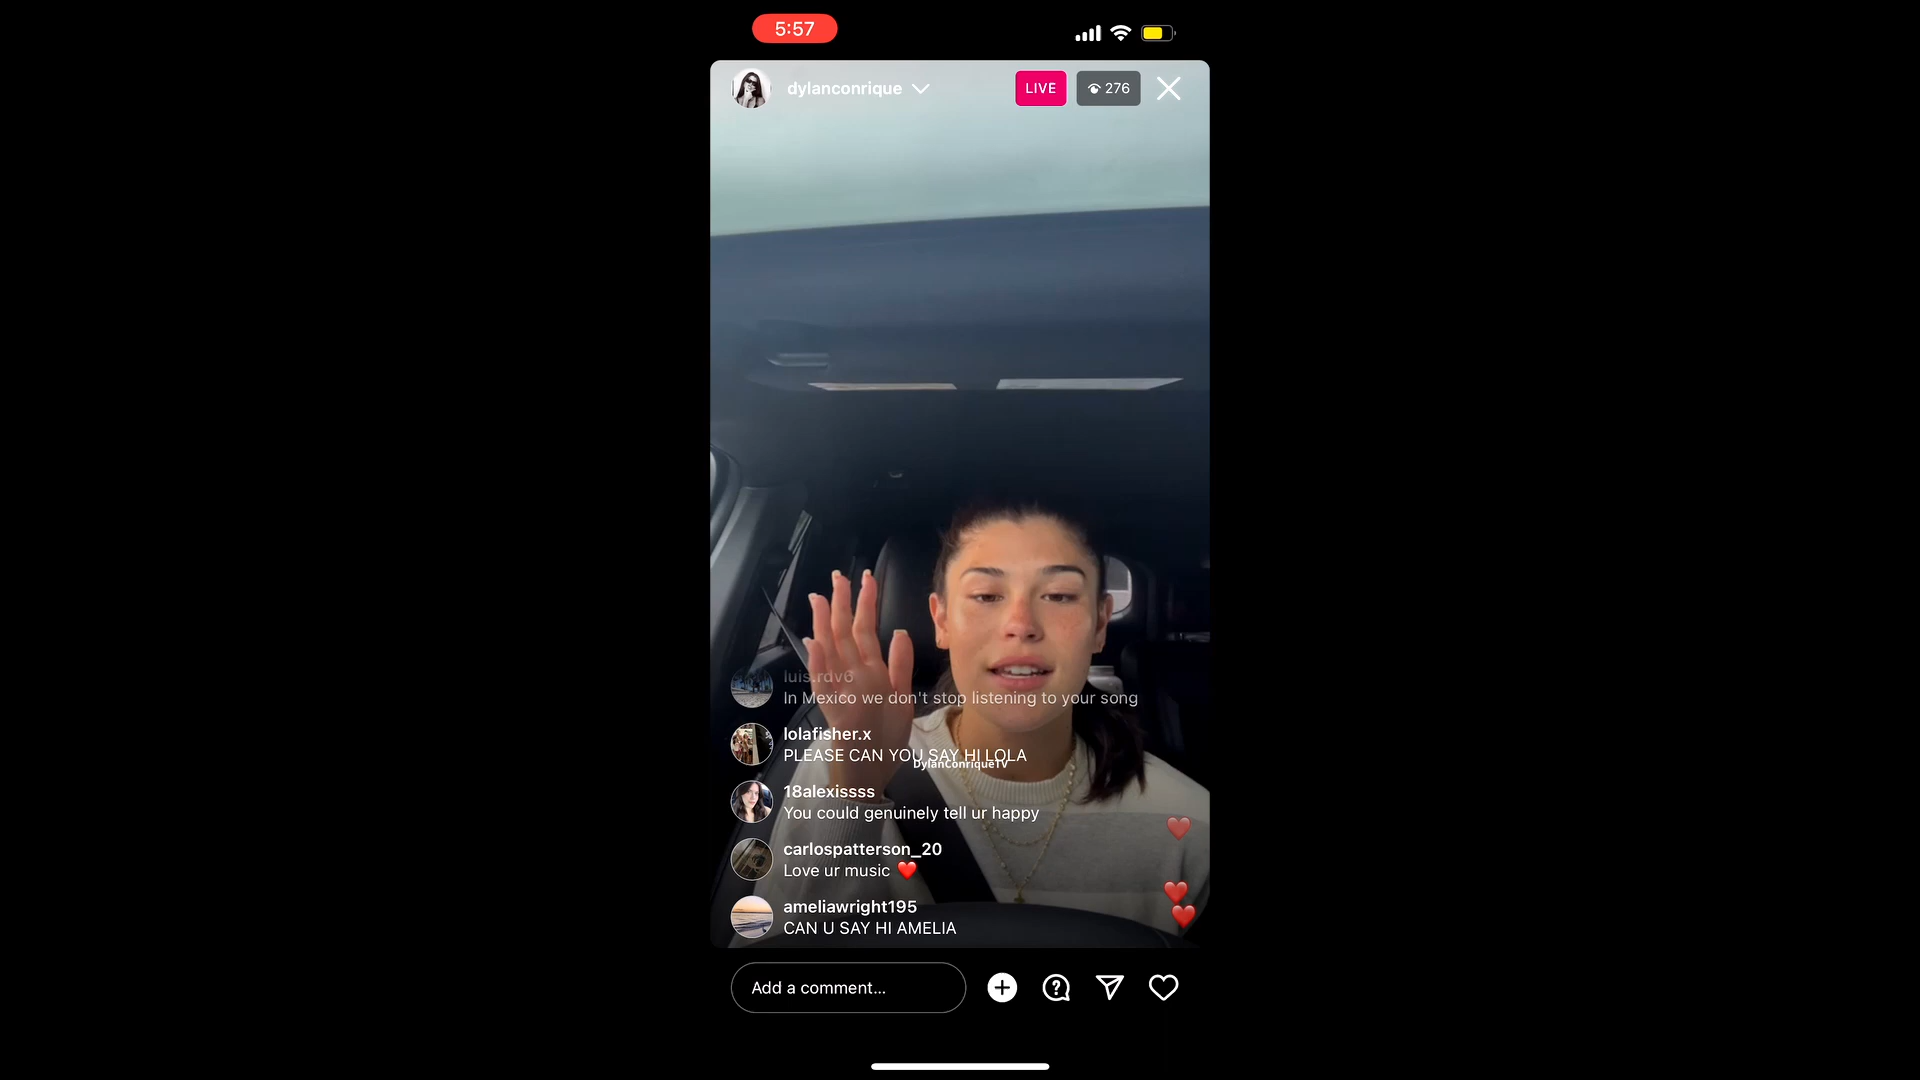 5:57
dylanconrique
LIVE
276
luis.rdv6
In Mexico we don't stop listening to your song
lolafisher.x
PLEASE CAN YOU SAY HI LOLA
DylanConriqueTV
18alexissss
You could genuinely tell ur happy
carlospatterson_20
Love ur music ❤️
ameliawright195
CAN U SAY HI AMELIA
Add a comment...